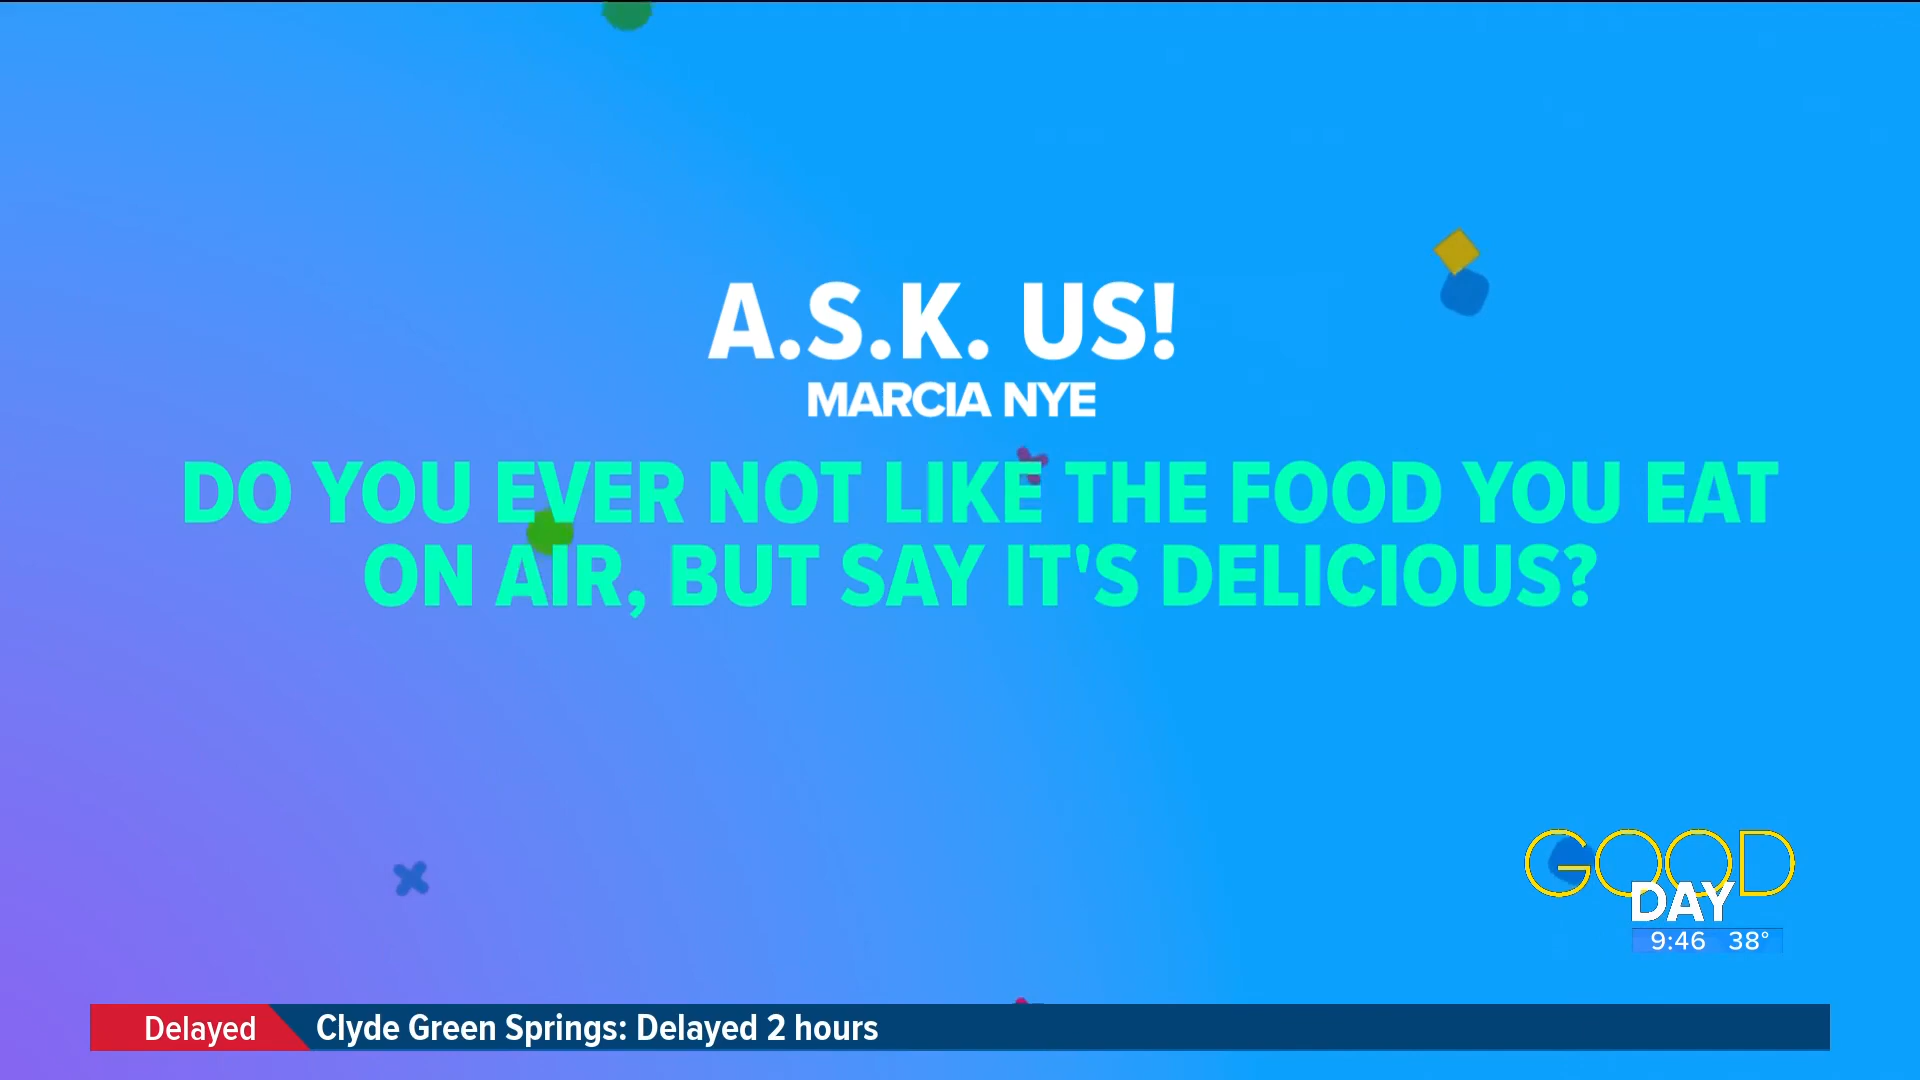 A.S.K. US!
MARCIA NYE
DO YOU EVER NOT LIKE THE FOOD YOU EAT
ON AIR, BUT SAY IT'S DELICIOUS?
GOOD
DAY
9:46 38°
Delayed Clyde Green Springs: Delayed 2 hours